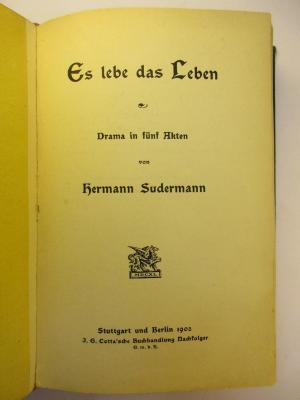 Es lebe das Leben
Drama in fünf Akten
von
Hermann Sudermann
Stuttgart und Berlin 1902
J. G. Cotta'sche Buchhandlung Nachfolger
G. m. b. H.